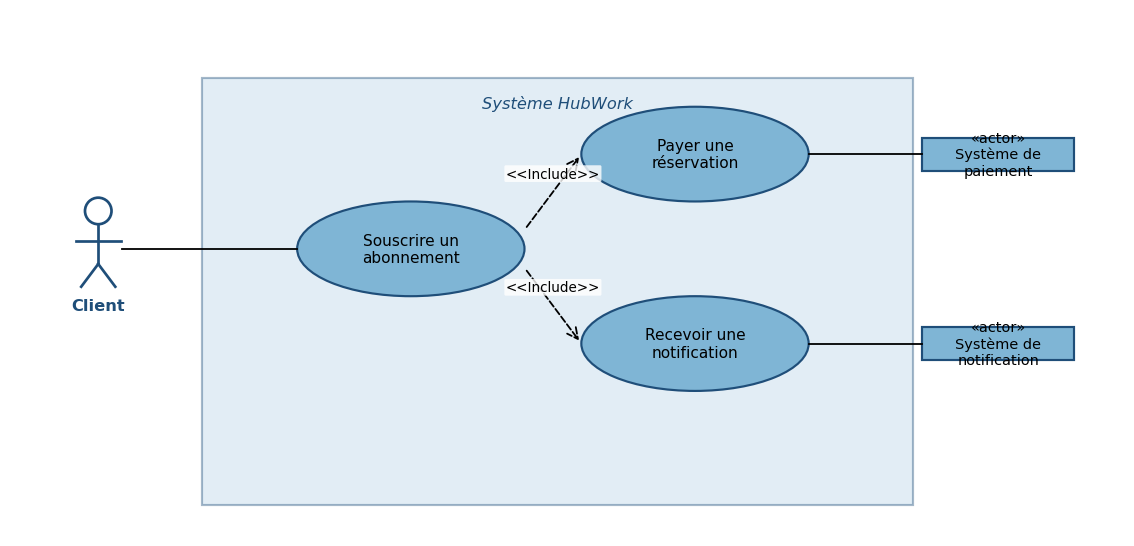 Système HubWork
Payer une
réservation
«actor»
Système de
paiement
<<Include>>
Souscrire un
abonnement
Client
<<Include>>
Recevoir une
notification
«actor»
Système de
notification